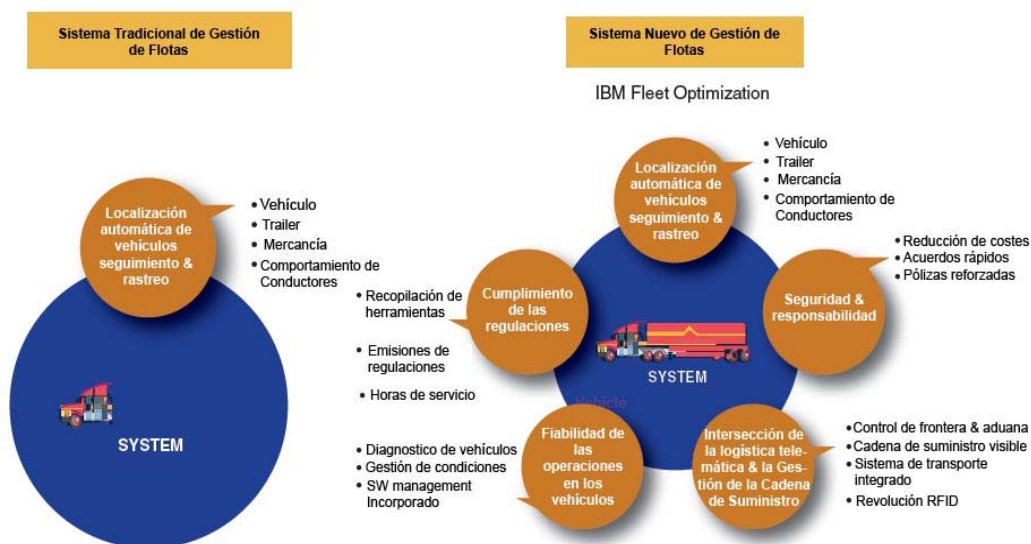 Sistema Tradicional de Gestión
de Flotas
Localización
automática de
vehículos
seguimiento &
rastreo
• Vehículo
• Trailer
• Mercancía
• Comportamiento de
Conductores
SYSTEM
Sistema Nuevo de Gestión de
Flotas
IBM Fleet Optimization
Localización
automática de
vehículos
seguimiento &
rastreo
• Vehículo
• Trailer
• Mercancía
• Comportamiento de
Conductores
Seguridad &
responsabilidad
• Reducción de costes
• Acuerdos rápidos
• Pólizas reforzadas
Cumplimiento
de las
regulaciones
• Recopilación de
herramientas
• Emisiones de
regulaciones
• Horas de servicio
SYSTEM
Vehicle
Fiabilidad de
las
operaciones
en los
vehículos
• Diagnostico de vehículos
• Gestión de condiciones
• SW management
Incorporado
Intersección de
la logística tele-
mática & la Ges-
tión de la Cadena
de Suministro
• Control de frontera & aduana
• Cadena de suministro visible
• Sistema de transporte
integrado
• Revolución RFID